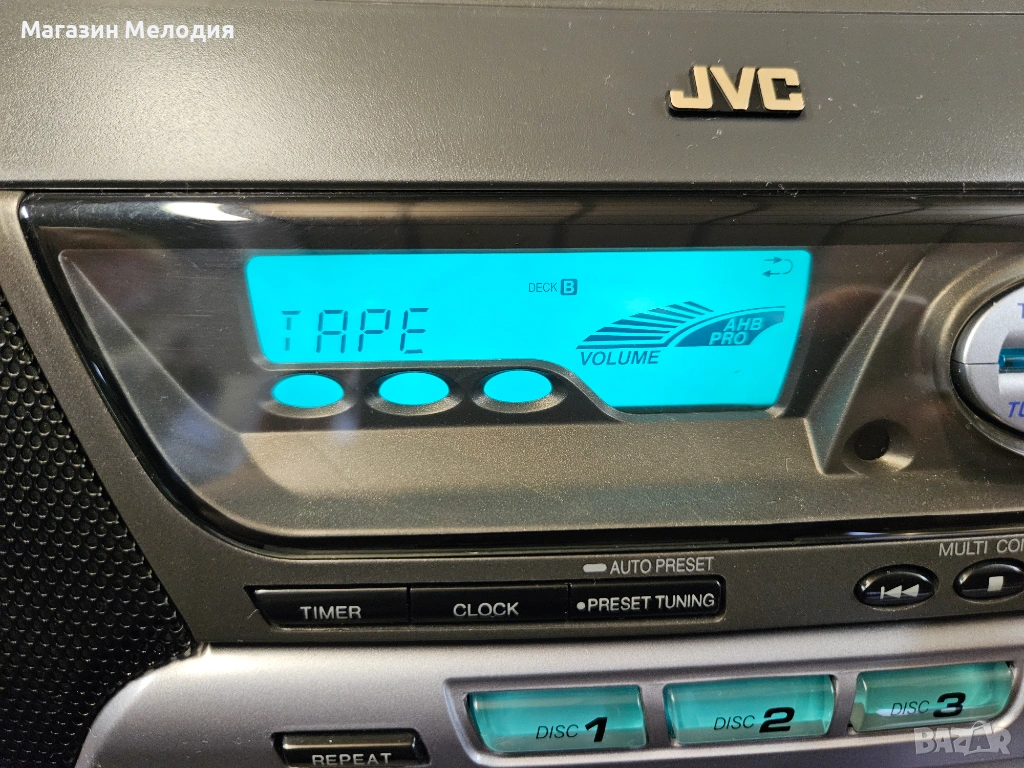 Магазин Мелодия
JVC
DECK B
TAPE
AHB
PRO
VOLUME
MULTI
AUTO PRESET
TIMER
CLOCK
•PRESET TUNING
DISC 1
DISC 2
DISC 3
REPEAT
BAZAR